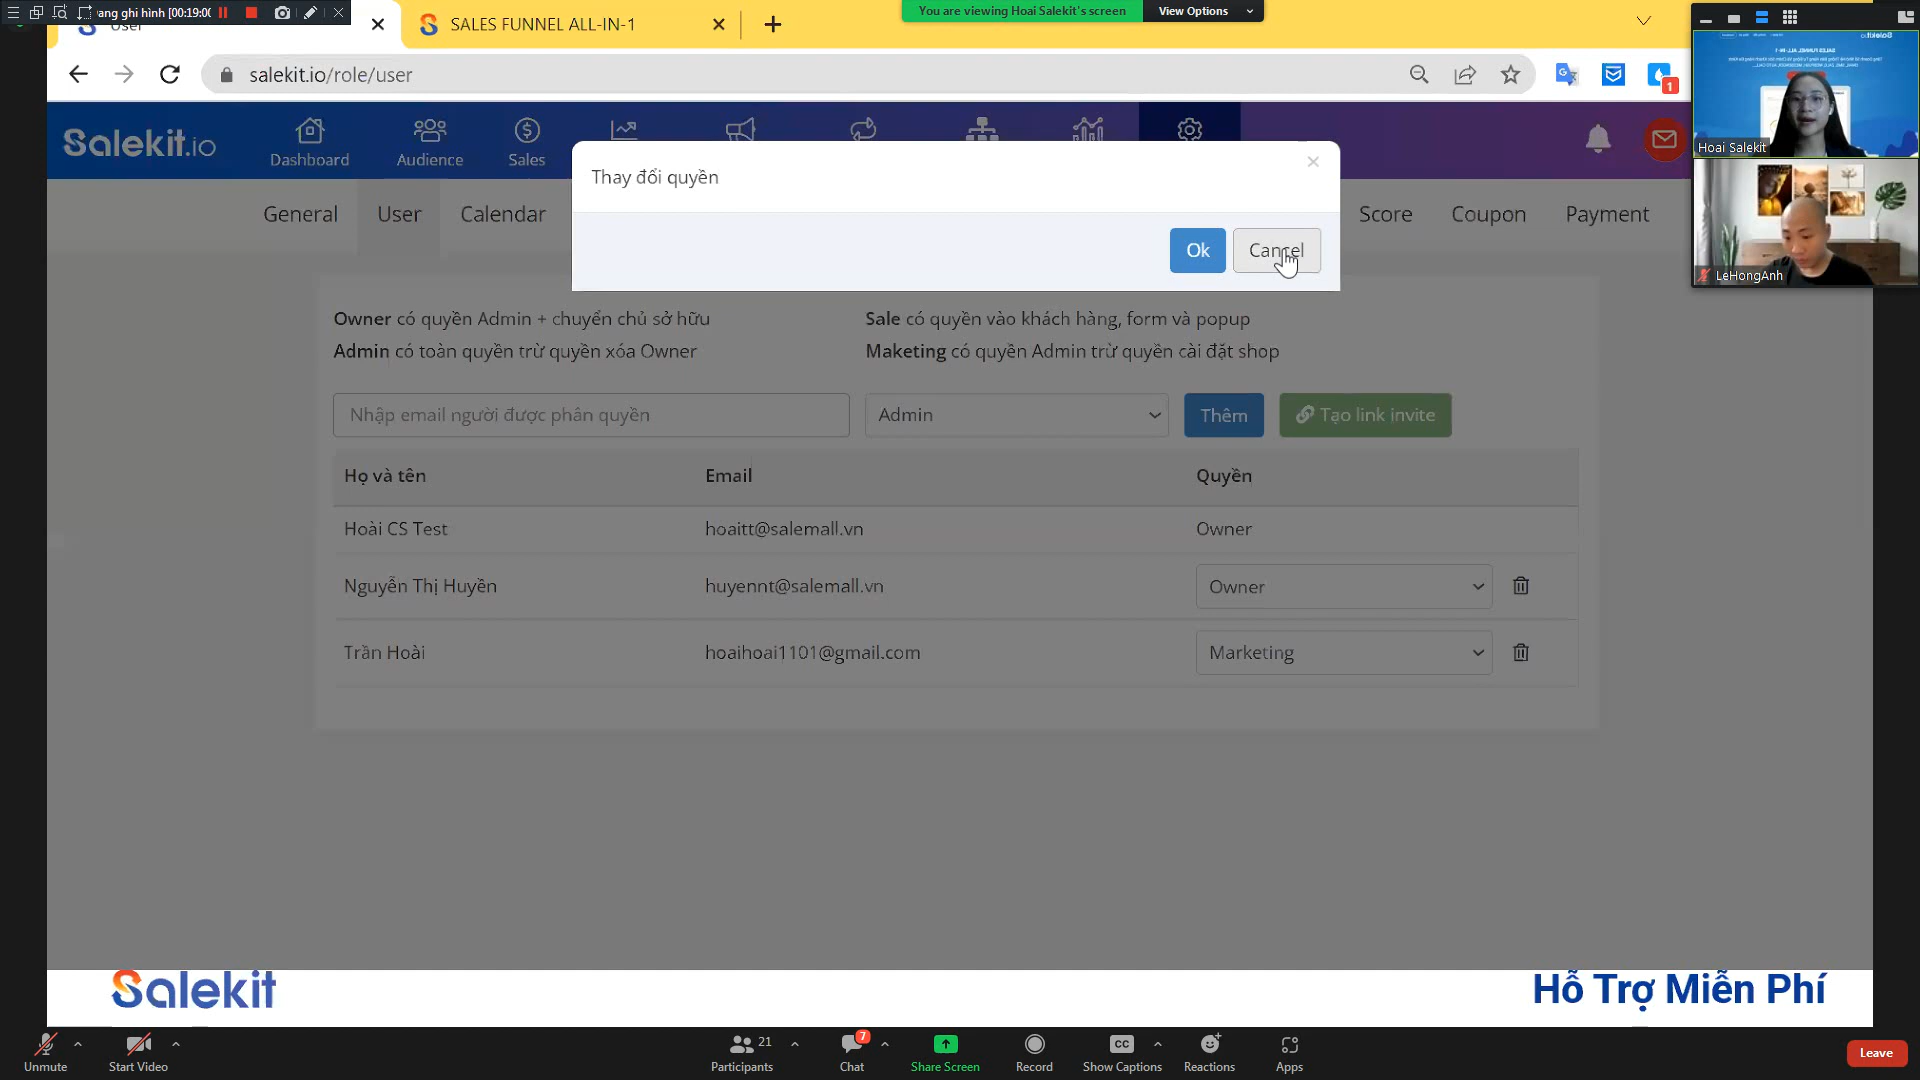 ang ghi hình [00:19:00
You are viewing Hoai Salekit's screen
View Options
User
SALES FUNNEL ALL-IN-1
salekit.io/role/user
1
Salekit.io
Dashboard
Audience
Sales
General
User
Calendar
Score
Coupon
Payment
Thay đổi quyền
Ok
Cancel
Owner có quyền Admin + chuyển chủ sở hữu
Sale có quyền vào khách hàng, form và popup
Admin có toàn quyền trừ quyền xóa Owner
Maketing có quyền Admin trừ quyền cài đặt shop
Nhập email người được phân quyền
Admin
Thêm
Tạo link invite
Họ và tên
Email
Quyền
Hoài CS Test
hoaitt@salemall.vn
Owner
Nguyễn Thị Huyền
huyennt@salemall.vn
Owner
Trần Hoài
hoaihoai1101@gmail.com
Marketing
Hoai Salekit
LeHongAnh
Salekit
Hỗ Trợ Miễn Phí
Unmute
Start Video
21
Participants
7
Chat
Share Screen
Record
CC
Show Captions
Reactions
Apps
Leave